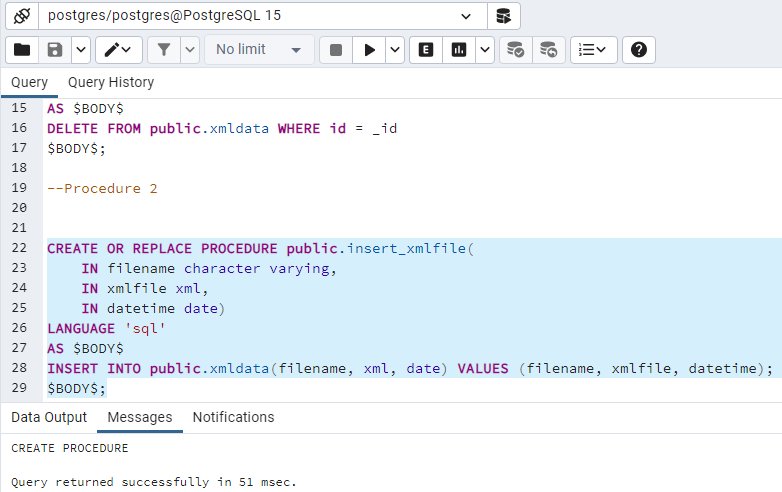 postgres/postgres@PostgreSQL 15
No limit
E
Query Query History
15 AS $BODY$
16 DELETE FROM public.xmldata WHERE id = _id
17 $BODY$;
18
19 --Procedure 2
20
21
22 CREATE OR REPLACE PROCEDURE public.insert_xmlfile(
23     IN filename character varying,
24     IN xmlfile xml,
25     IN datetime date)
26 LANGUAGE 'sql'
27 AS $BODY$
28 INSERT INTO public.xmldata(filename, xml, date) VALUES (filename, xmlfile, datetime);
29 $BODY$;
Data Output Messages Notifications
CREATE PROCEDURE
Query returned successfully in 51 msec.